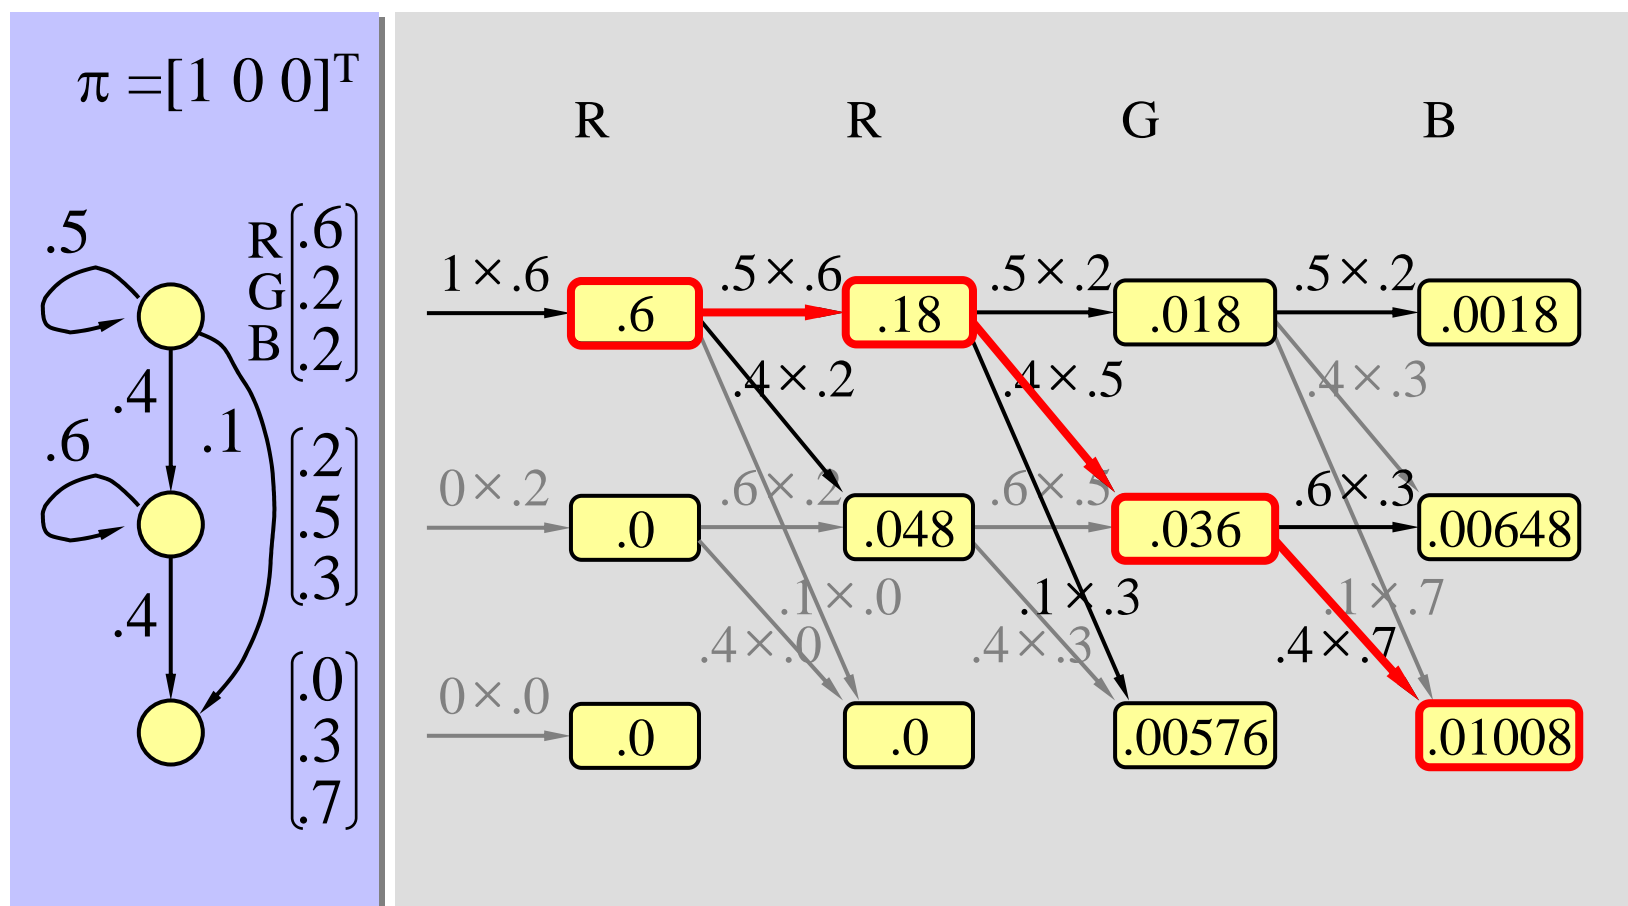 π =[1 0 0]ᵀ
.5
R .6
G .2
B .2
.4
.1
.6
.2
.5
.3
.4
.0
.3
.7
R R G B
1×.6 .5×.6 .5×.2 .5×.2
.6 .18 .018 .0018
.4×.2 .4×.5 .4×.3
0×.2 .6×.2 .6×.5 .6×.3
.0 .048 .036 .00648
.1×.0 .1×.3 .1×.7
.4×.0 .4×.3 .4×.7
0×.0
.0 .0 .00576 .01008